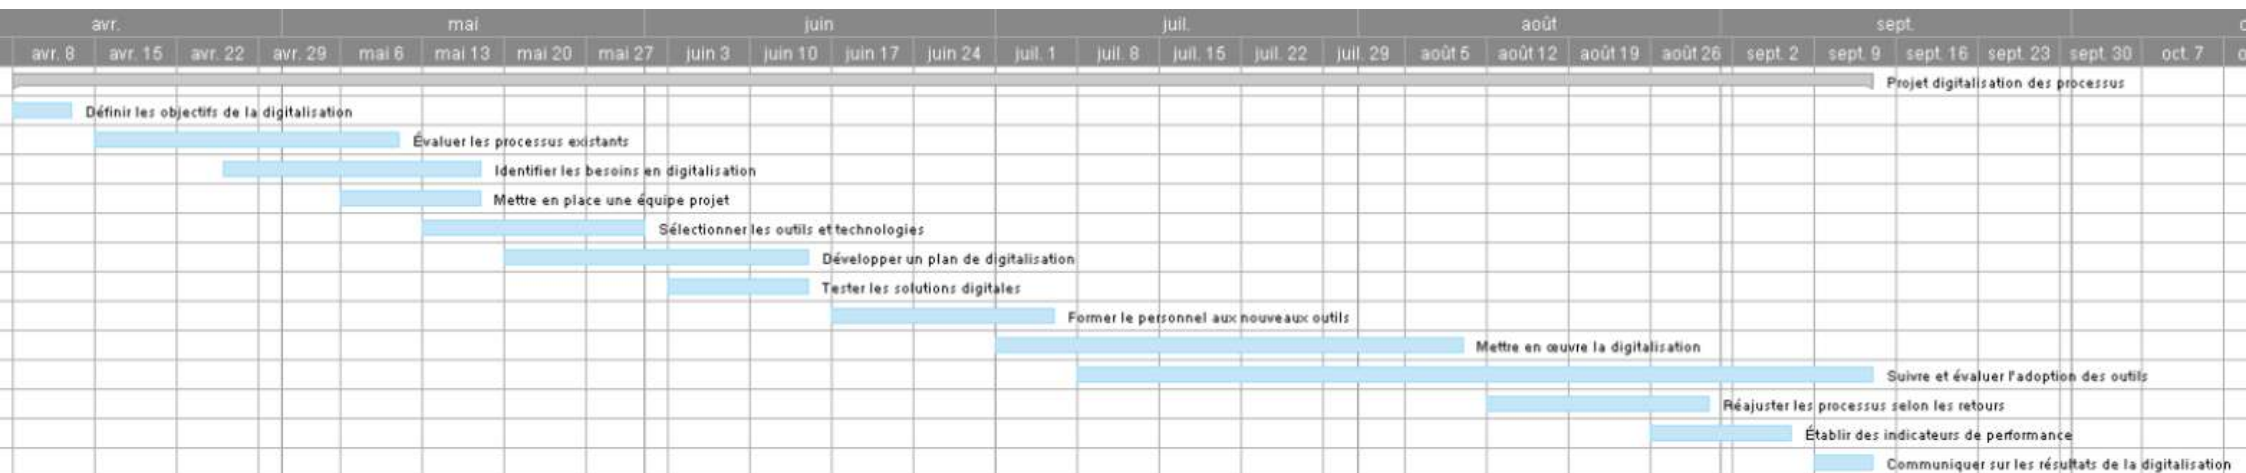 avr. mai juin juil. août sept.
avr. 8 avr. 15 avr. 22 avr. 29 mai 6 mai 13 mai 20 mai 27 juin 3 juin 10 juin 17 juin 24 juil. 1 juil. 8 juil. 15 juil. 22 juil. 29 août 5 août 12 août 19 août 26 sept. 2 sept. 9 sept. 16 sept. 23 sept. 30 oct. 7
Projet digitalisation des processus
Définir les objectifs de la digitalisation
Évaluer les processus existants
Identifier les besoins en digitalisation
Mettre en place une équipe projet
Sélectionner les outils et technologies
Développer un plan de digitalisation
Tester les solutions digitales
Former le personnel aux nouveaux outils
Mettre en œuvre la digitalisation
Suivre et évaluer l'adoption des outils
Réajuster les processus selon les retours
Établir des indicateurs de performance
Communiquer sur les résultats de la digitalisation